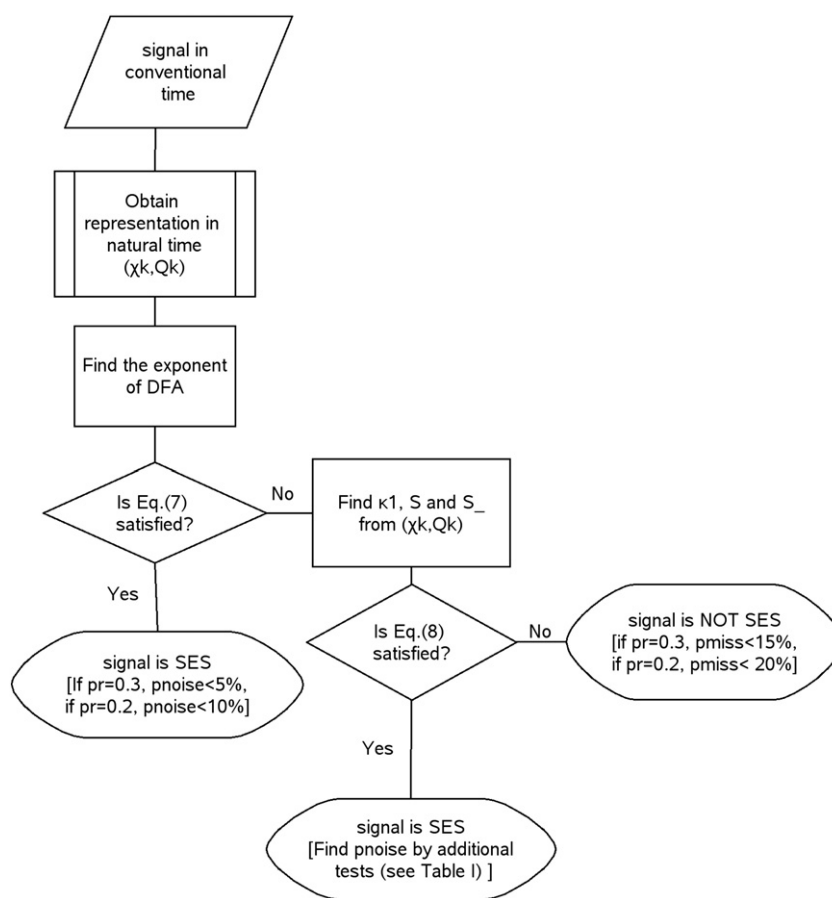 signal in
conventional
time
Obtain
representation in
natural time
(χk,Qk)
Find the exponent
of DFA
Is Eq.(7)
satisfied?
No
Find κ1, S and S_
from (χk,Qk)
Yes
signal is SES
[If pr=0.3, pnoise<5%,
if pr=0.2, pnoise<10%]
Is Eq.(8)
satisfied?
No
signal is NOT SES
[if pr=0.3, pmiss<15%,
if pr=0.2, pmiss< 20%]
Yes
signal is SES
[Find pnoise by additional
tests (see Table I) ]